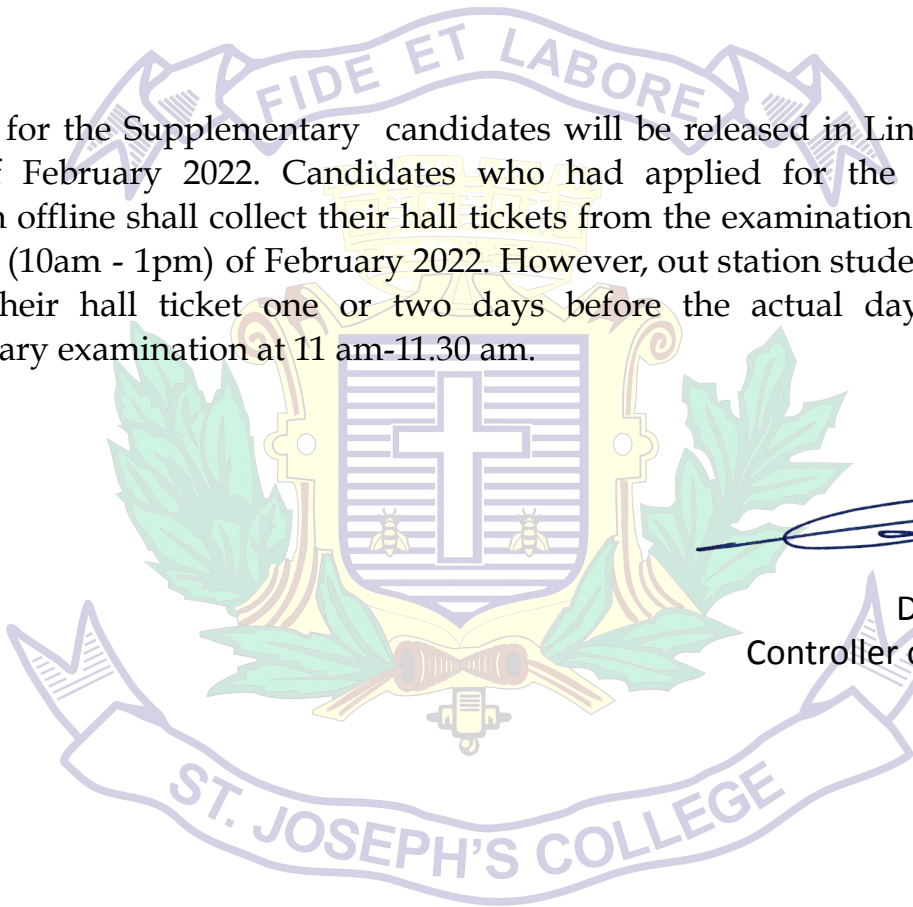 FIDE ET LABORE
for the Supplementary candidates will be released in Lin
f February 2022. Candidates who had applied for the
n offline shall collect their hall tickets from the examination
(10am - 1pm) of February 2022. However, out station stude
heir hall ticket one or two days before the actual day
ary examination at 11 am-11.30 am.
D
Controller o
ST. JOSEPH'S COLLEGE